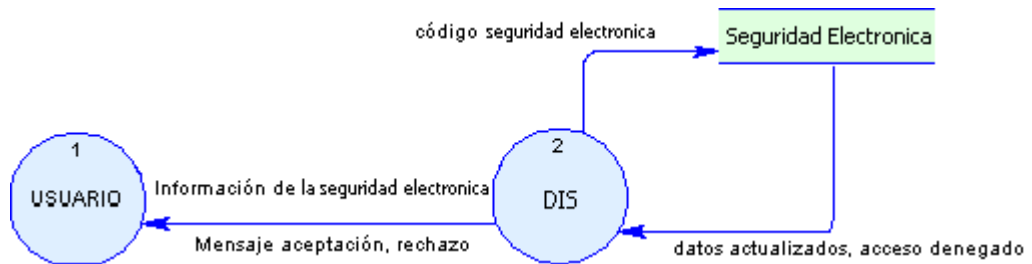 código seguridad electronica
Seguridad Electronica
1
USUARIO
Información de la seguridad electronica
Mensaje aceptación, rechazo
2
DIS
datos actualizados, acceso denegado